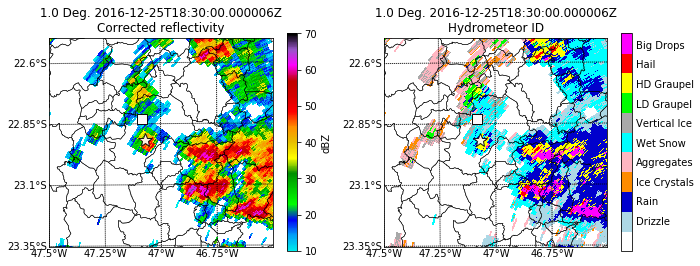 1.0 Deg. 2016-12-25T18:30:00.000006Z
Corrected reflectivity
22.6°S
22.85°S
23.1°S
23.35°S
47.5°W
47.25°W
47°W
46.75°W
70
60
50
40
30
20
10
dBZ
1.0 Deg. 2016-12-25T18:30:00.000006Z
Hydrometeor ID
22.6°S
22.85°S
23.1°S
23.35°S
47.5°W
47.25°W
47°W
46.75°W
Big Drops
Hail
HD Graupel
LD Graupel
Vertical Ice
Wet Snow
Aggregates
Ice Crystals
Rain
Drizzle